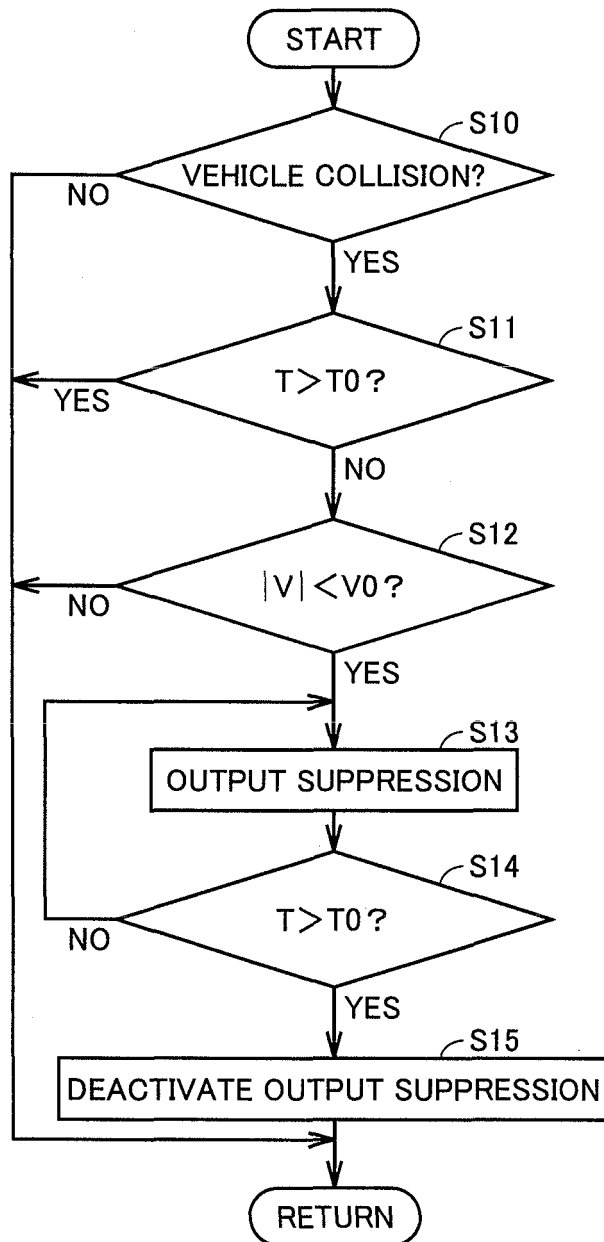 START
S10
VEHICLE COLLISION?
NO
YES
S11
T>T0?
YES
NO
S12
|V|<V0?
NO
YES
S13
OUTPUT SUPPRESSION
S14
T>T0?
NO
YES
S15
DEACTIVATE OUTPUT SUPPRESSION
RETURN